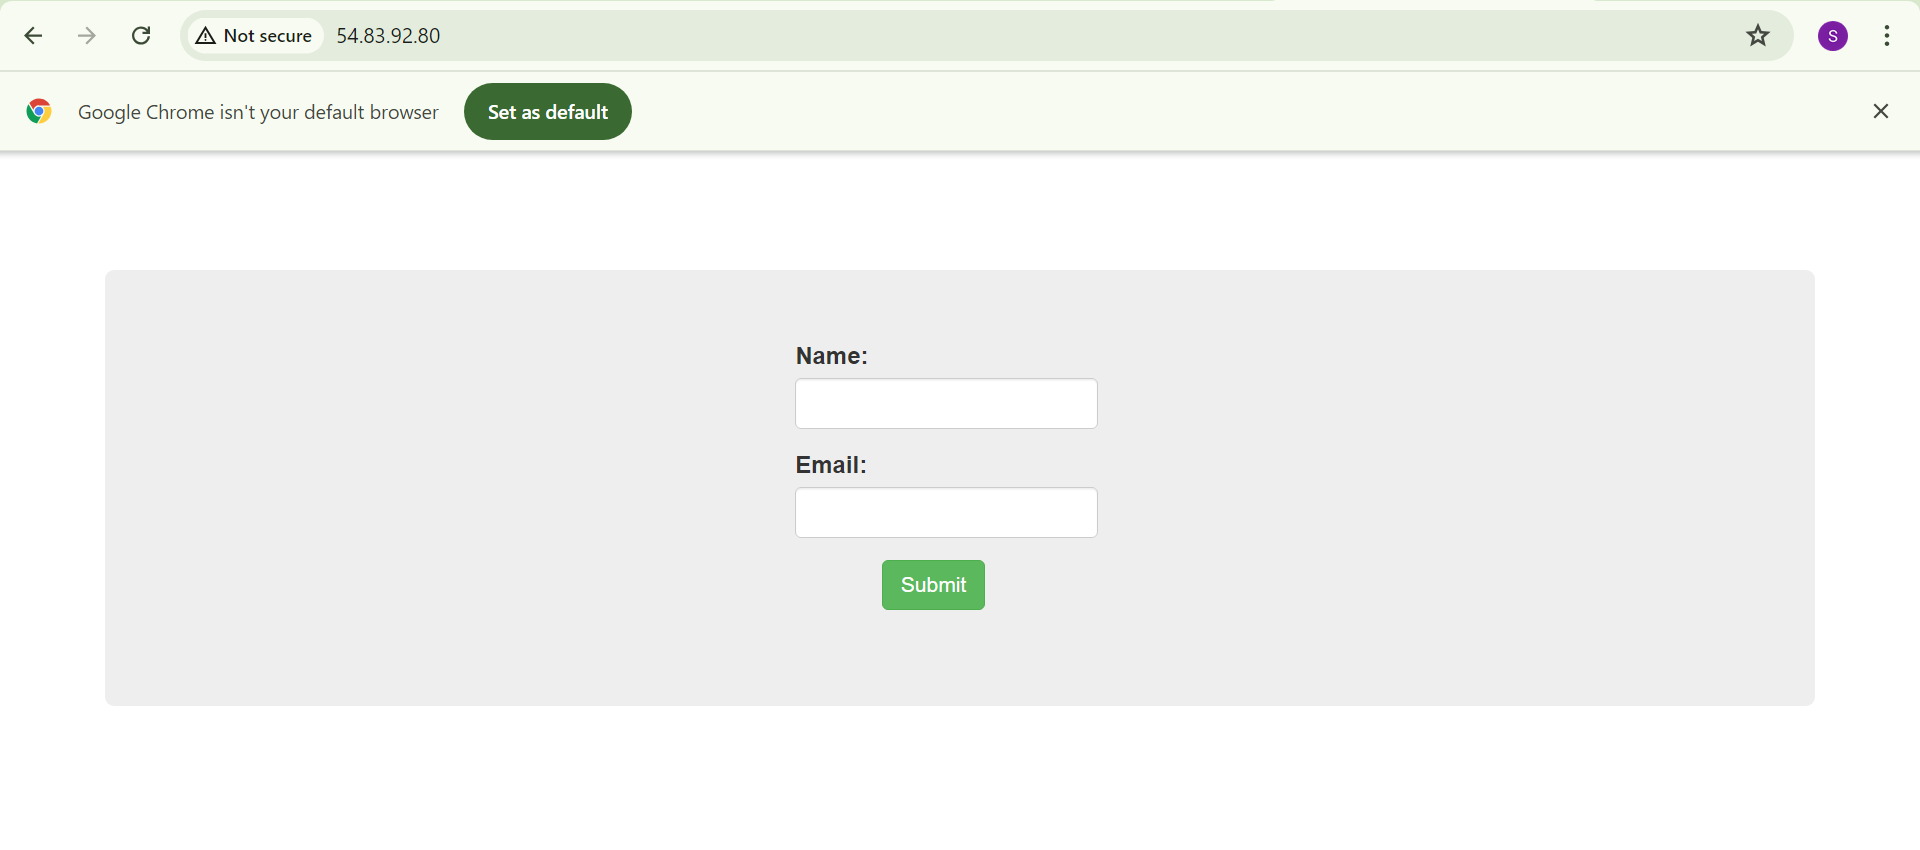 Not secure 54.83.92.80
S
Google Chrome isn't your default browser Set as default
Name:
Email:
Submit